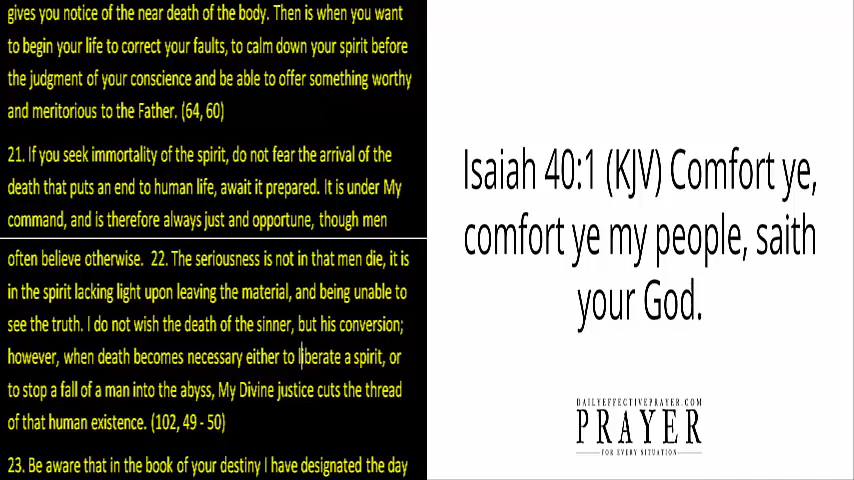 gives you notice of the near death of the body. Then is when you want
to begin your life to correct your faults, to calm down your spirit before
the judgment of your conscience and be able to offer something worthy
and meritorious to the Father. (64, 60)
21. If you seek immortality of the spirit, do not fear the arrival of the
death that puts an end to human life, await it prepared. It is under My
command, and is therefore always just and opportune, though men
often believe otherwise. 22. The seriousness is not in that men die, it is
in the spirit lacking light upon leaving the material, and being unable to
see the truth. I do not wish the death of the sinner, but his conversion;
however, when death becomes necessary either to liberate a spirit, or
to stop a fall of a man into the abyss, My Divine justice cuts the thread
of that human existence. (102, 49 - 50)
23. Be aware that in the book of your destiny I have designated the day
Isaiah 40:1 (KJV) Comfort ye,
comfort ye my people, saith
your God.
DAILYEFFECTIVEPRAYER.COM
PRAYER
FOR EVERY SITUATION